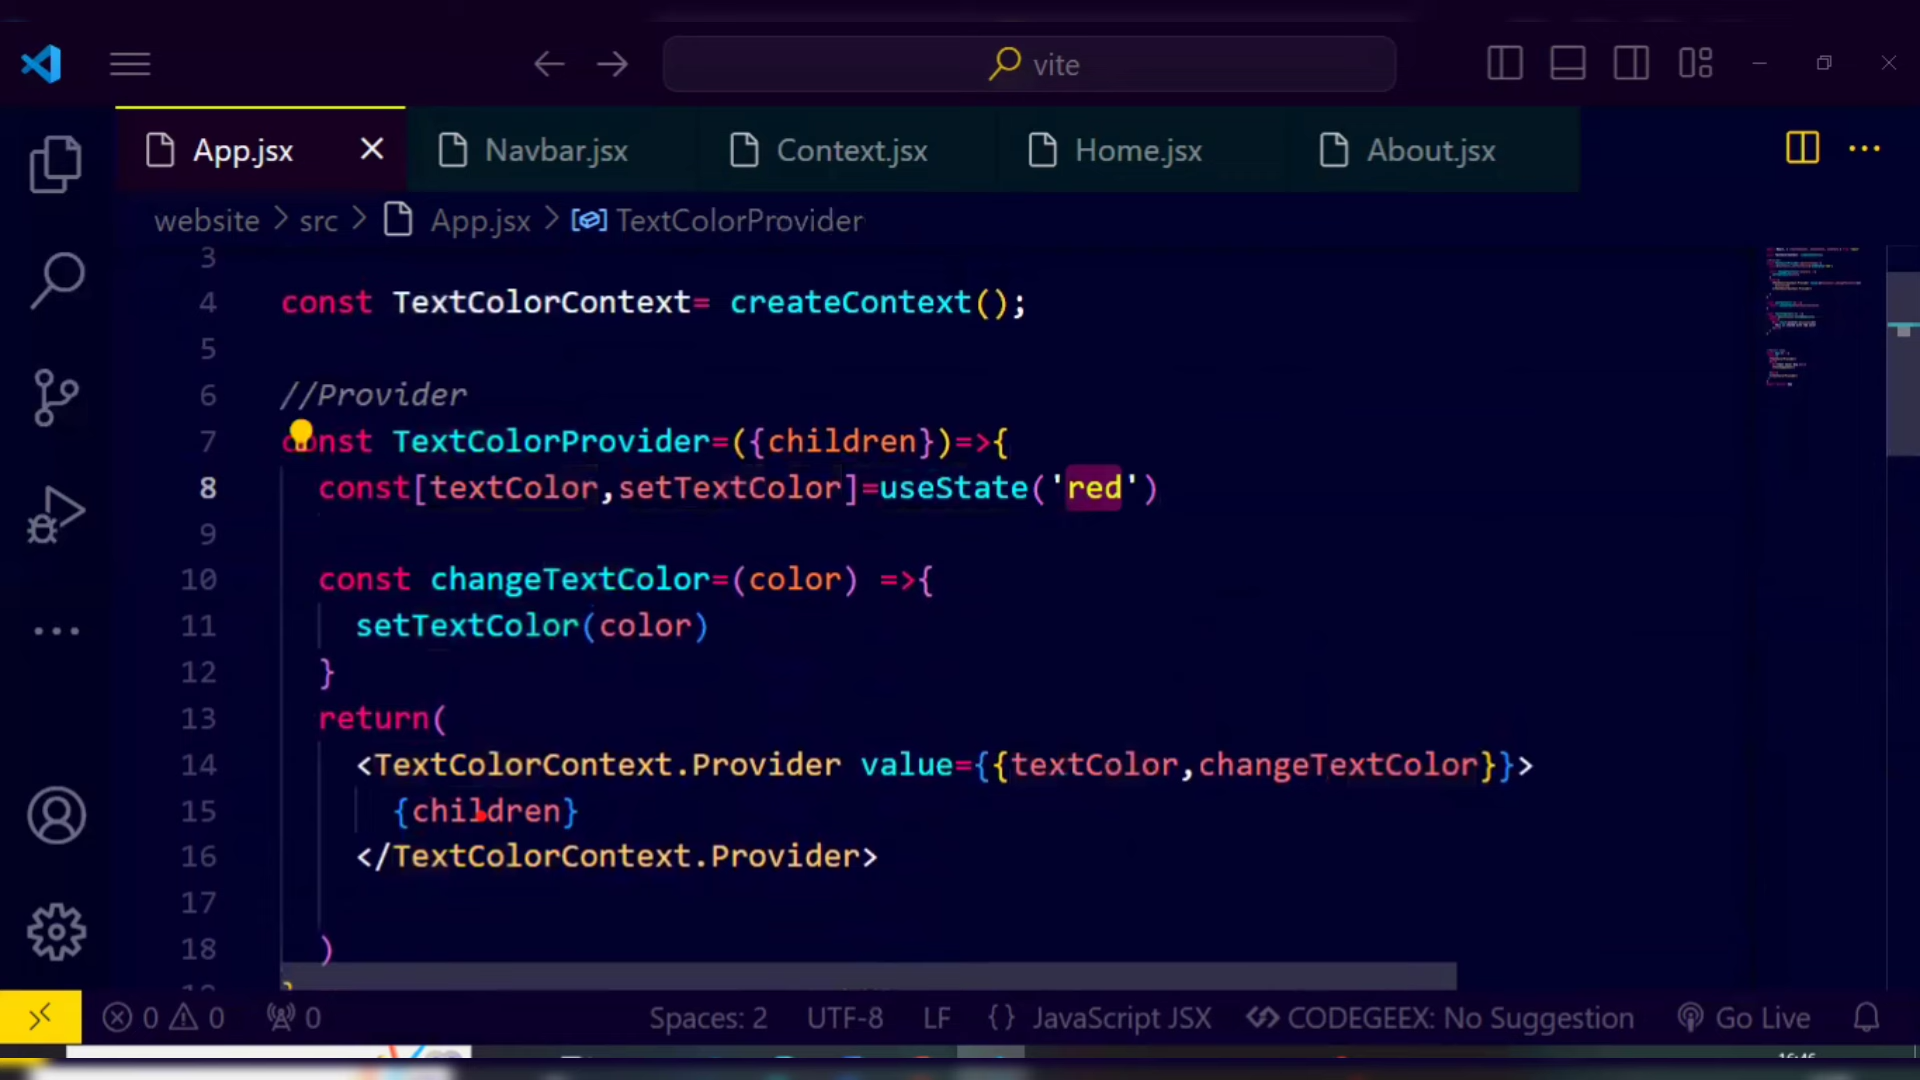 vite
App.jsx
Navbar.jsx
Context.jsx
Home.jsx
About.jsx
website > src > App.jsx > TextColorProvider
3
4 const TextColorContext= createContext();
5
6 //Provider
7 const TextColorProvider=({children})=>{
8 const[textColor,setTextColor]=useState('red')
9
10 const changeTextColor=(color) =>{
11 setTextColor(color)
12 }
13 return(
14 <TextColorContext.Provider value={{textColor,changeTextColor}}>
15 {children}
16 </TextColorContext.Provider>
17
18 )
0 0 0 Spaces: 2 UTF-8 LF {} JavaScript JSX CODEGEEX: No Suggestion Go Live